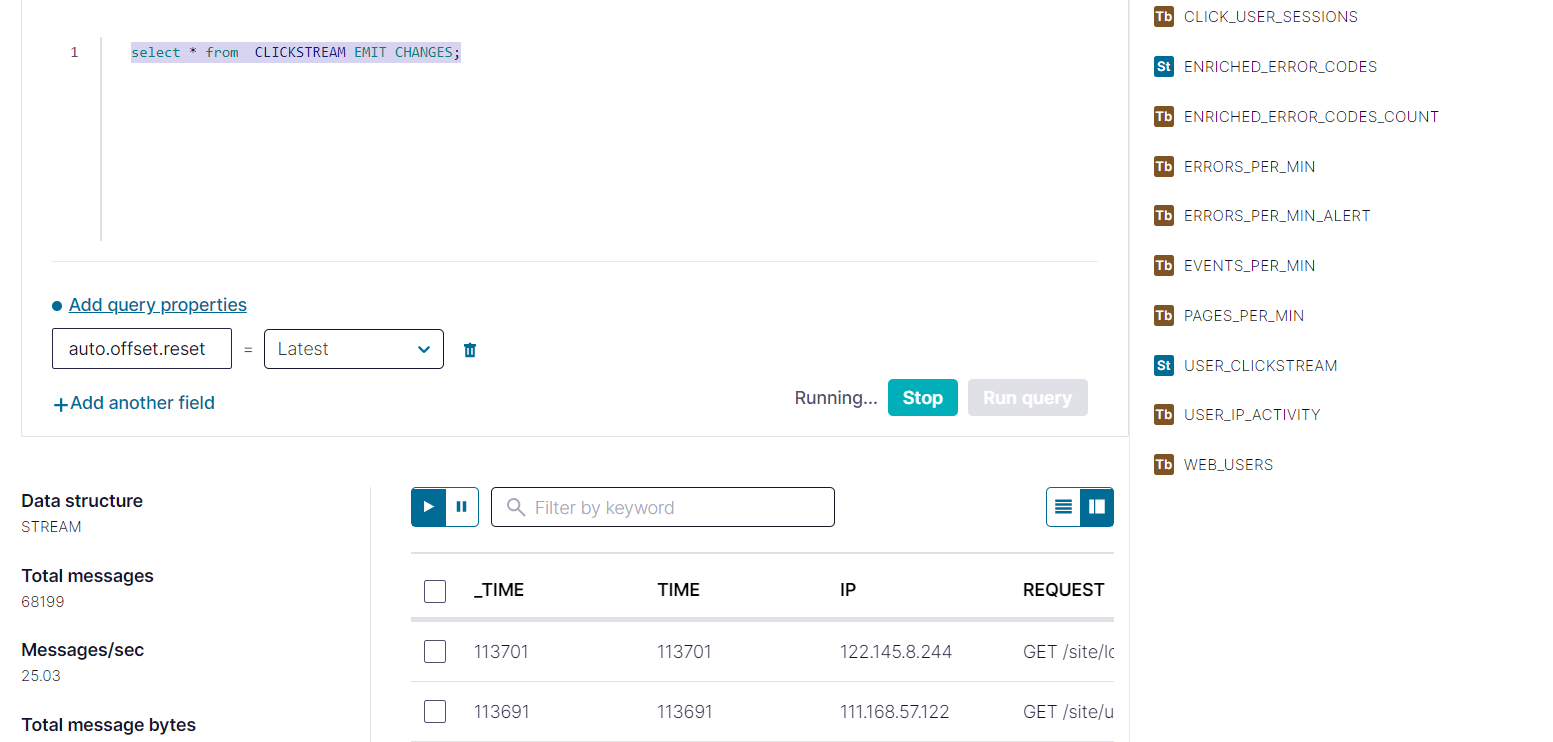 1 select * from  CLICKSTREAM EMIT CHANGES;
Add query properties
auto.offset.reset = Latest
+Add another field
Running... Stop Run query
Data structure
STREAM
Total messages
68199
Messages/sec
25.03
Total message bytes
Filter by keyword
_TIME TIME IP REQUEST
113701 113701 122.145.8.244 GET /site/lo
113691 113691 111.168.57.122 GET /site/u
Tb CLICK_USER_SESSIONS
St ENRICHED_ERROR_CODES
Tb ENRICHED_ERROR_CODES_COUNT
Tb ERRORS_PER_MIN
Tb ERRORS_PER_MIN_ALERT
Tb EVENTS_PER_MIN
Tb PAGES_PER_MIN
St USER_CLICKSTREAM
Tb USER_IP_ACTIVITY
Tb WEB_USERS